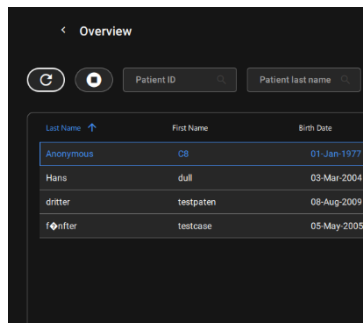 Overview
Patient ID Patient last name
Last Name First Name Birth Date
Anonymous C8 01-Jan-1977
Hans dull 03-Mar-2004
dritter testpaten 08-Aug-2009
f�nfter testcase 05-May-2005